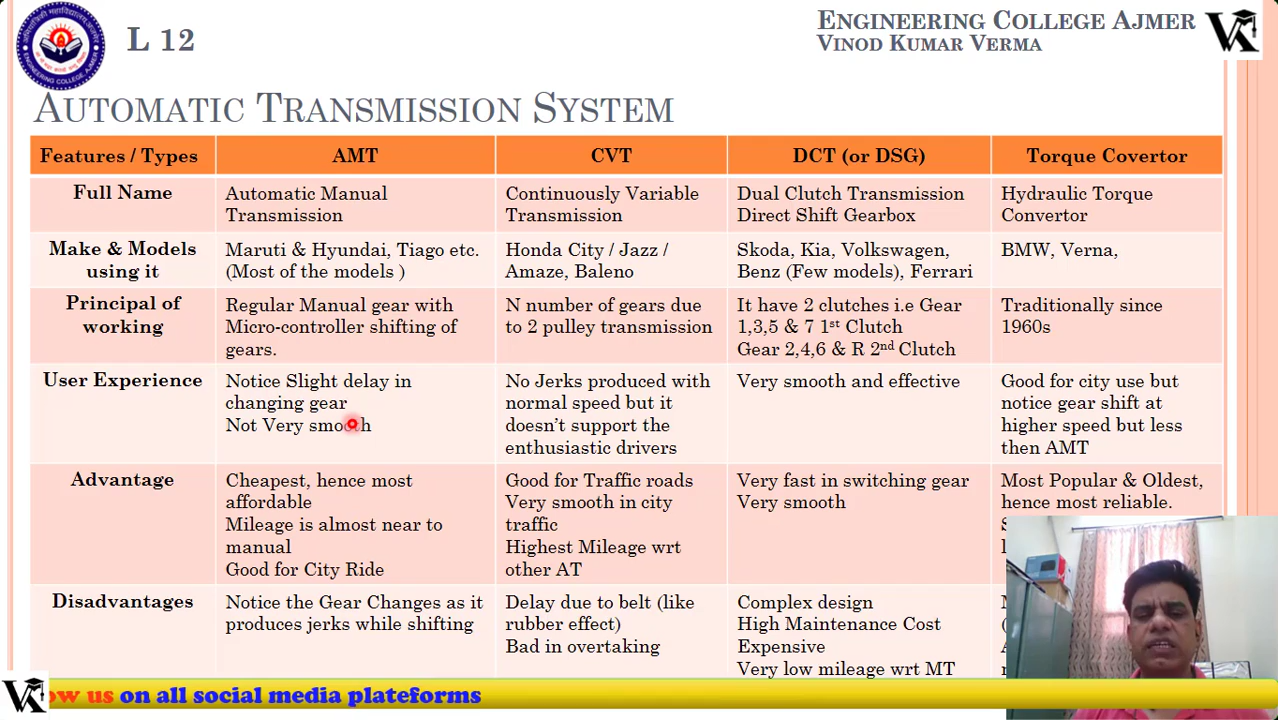 L 12
ENGINEERING COLLEGE AJMER
VINOD KUMAR VERMA
AUTOMATIC TRANSMISSION SYSTEM
Features / Types
AMT
CVT
DCT (or DSG)
Torque Covertor
Full Name
Automatic Manual
Transmission
Continuously Variable
Transmission
Dual Clutch Transmission
Direct Shift Gearbox
Hydraulic Torque
Convertor
Make & Models
using it
Maruti & Hyundai, Tiago etc.
(Most of the models )
Honda City / Jazz /
Amaze, Baleno
Skoda, Kia, Volkswagen,
Benz (Few models), Ferrari
BMW, Verna,
Principal of
working
Regular Manual gear with
Micro-controller shifting of
gears.
N number of gears due
to 2 pulley transmission
It have 2 clutches i.e Gear
1,3,5 & 7 1st Clutch
Gear 2,4,6 & R 2nd Clutch
Traditionally since
1960s
User Experience
Notice Slight delay in
changing gear
Not Very smooth
No Jerks produced with
normal speed but it
doesn't support the
enthusiastic drivers
Very smooth and effective
Good for city use but
notice gear shift at
higher speed but less
then AMT
Advantage
Cheapest, hence most
affordable
Mileage is almost near to
manual
Good for City Ride
Good for Traffic roads
Very smooth in city
traffic
Highest Mileage wrt
other AT
Very fast in switching gear
Very smooth
Most Popular & Oldest,
hence most reliable.
Disadvantages
Notice the Gear Changes as it
produces jerks while shifting
Delay due to belt (like
rubber effect)
Bad in overtaking
Complex design
High Maintenance Cost
Expensive
Very low mileage wrt MT
us on all social media plateforms